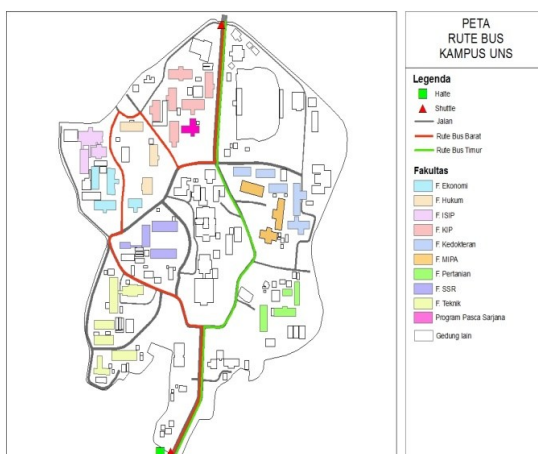 PETA
RUTE BUS
KAMPUS UNS
Legenda
Halte
Shuttle
Jalan
Rute Bus Barat
Rute Bus Timur
Fakultas
F. Ekonomi
F. Hukum
F. ISIP
F. KIP
F. Kedokteran
F. MIPA
F. Pertanian
F. SSR
F. Teknik
Program Pasca Sarjana
Gedung lain